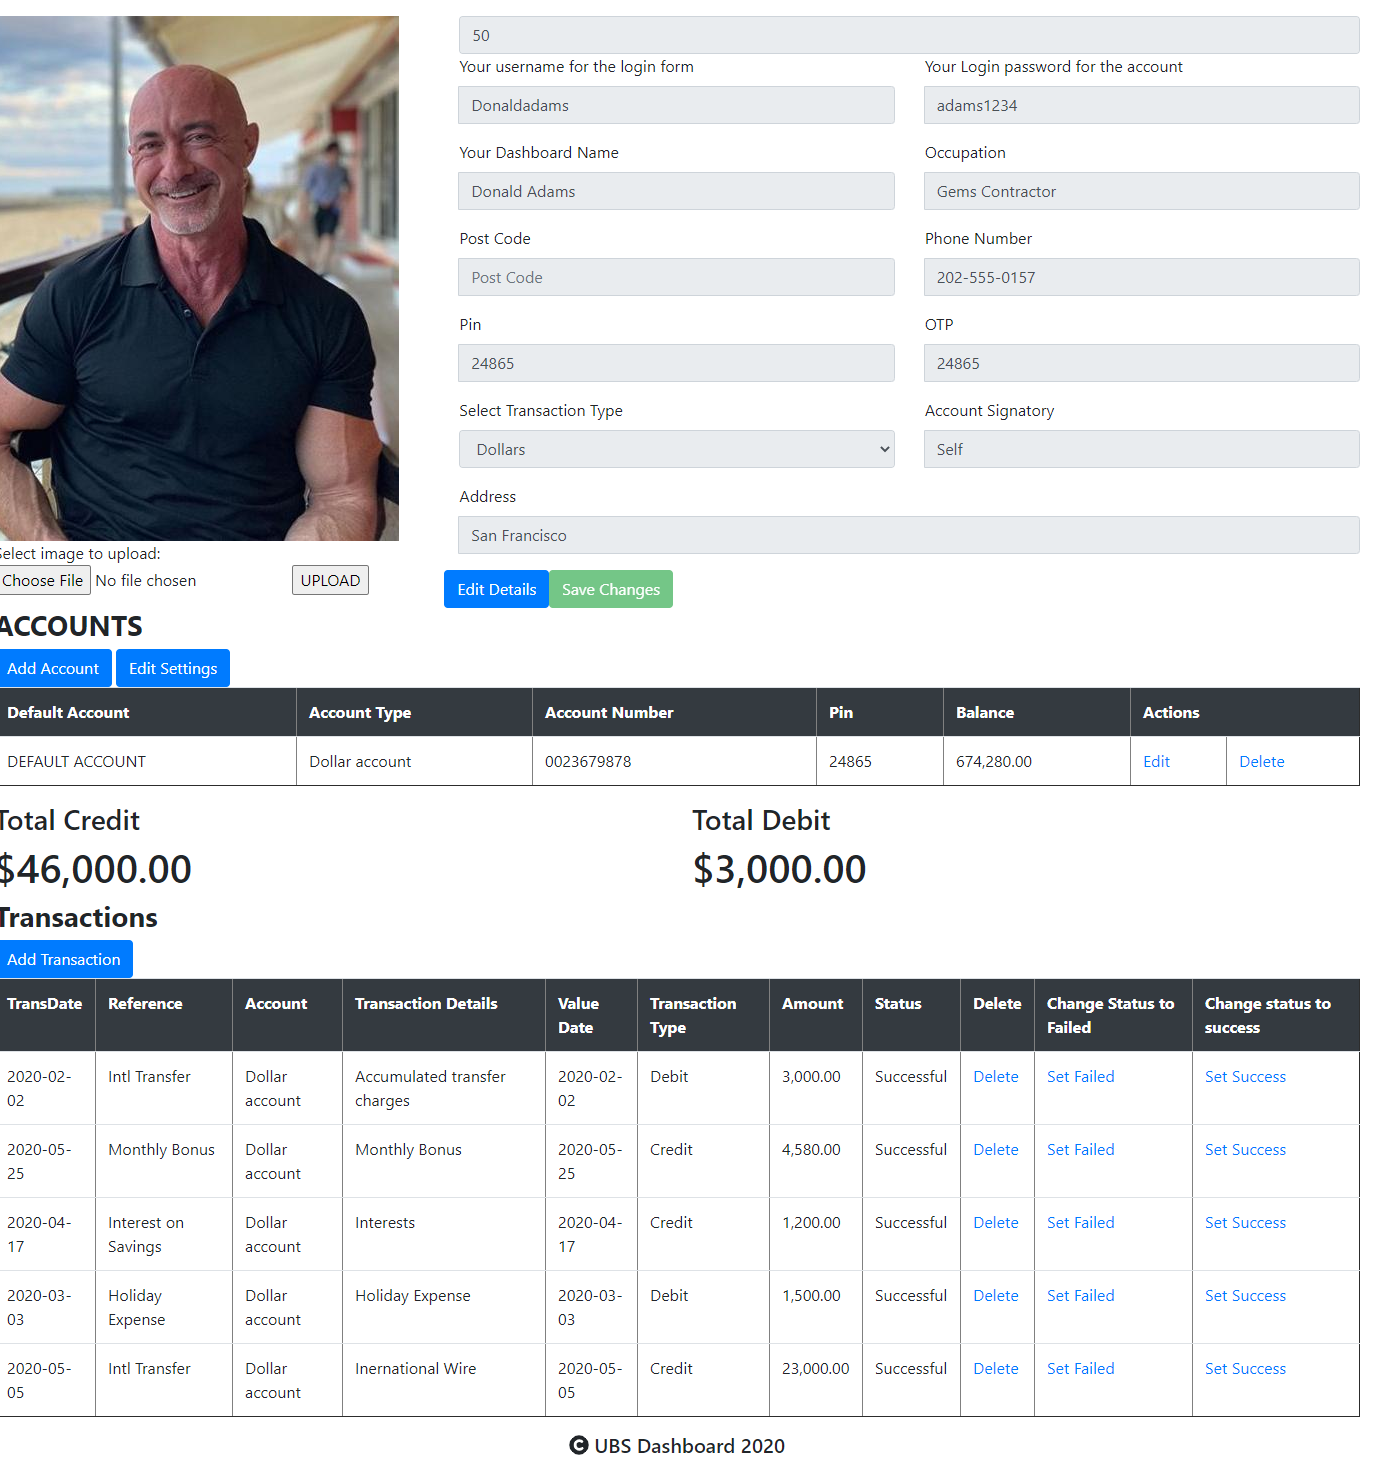 50
Your username for the login form
Your Login password for the account
Donaldadams
adams1234
Your Dashboard Name
Occupation
Donald Adams
Gems Contractor
Post Code
Phone Number
Post Code
202-555-0157
Pin
OTP
24865
24865
Select Transaction Type
Account Signatory
Dollars
Self
Address
San Francisco
Select image to upload:
Choose File No file chosen UPLOAD
Edit Details Save Changes
ACCOUNTS
Add Account Edit Settings
Default Account Account Type Account Number Pin Balance Actions
DEFAULT ACCOUNT Dollar account 0023679878 24865 674,280.00 Edit Delete
Total Credit
Total Debit
$46,000.00
$3,000.00
Transactions
Add Transaction
TransDate Reference Account Transaction Details Value Transaction Amount Status Delete Change Status to Change status to
Date Type Failed success
2020-02- Intl Transfer Dollar Accumulated transfer 2020-02- Debit 3,000.00 Successful Delete Set Failed Set Success
02 account charges 02
2020-05- Monthly Bonus Dollar Monthly Bonus 2020-05- Credit 4,580.00 Successful Delete Set Failed Set Success
25 account 25
2020-04- Interest on Dollar Interests 2020-04- Credit 1,200.00 Successful Delete Set Failed Set Success
17 Savings account 17
2020-03- Holiday Dollar Holiday Expense 2020-03- Debit 1,500.00 Successful Delete Set Failed Set Success
03 Expense account 03
2020-05- Intl Transfer Dollar Inernational Wire 2020-05- Credit 23,000.00 Successful Delete Set Failed Set Success
05 account 05
© UBS Dashboard 2020